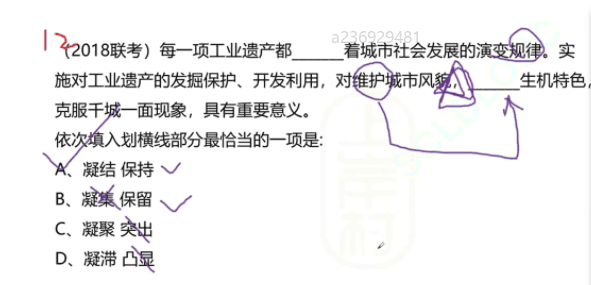 a236929481
12
（2018联考）每一项工业遗产都______着城市社会发展的演变规律。实
施对工业遗产的发掘保护、开发利用，对维护城市风貌，______生机特色，
克服千城一面现象，具有重要意义。
依次填入划横线部分最恰当的一项是:
A、凝结 保持
B、凝集 保留
C、凝聚 突出
D、凝滞 凸显
上岸村